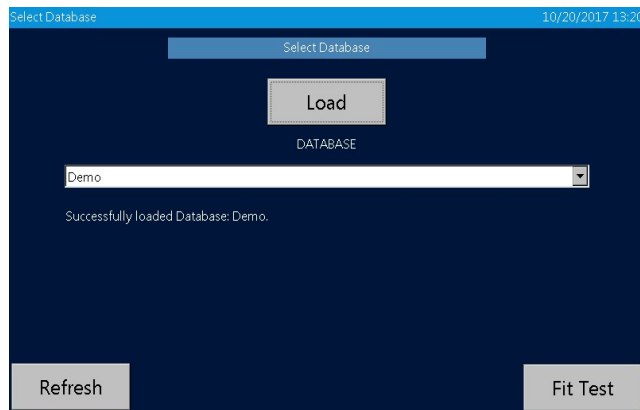 Select Database 10/20/2017 13:20
Select Database
Load
DATABASE
Demo
Successfully loaded Database: Demo.
Refresh Fit Test